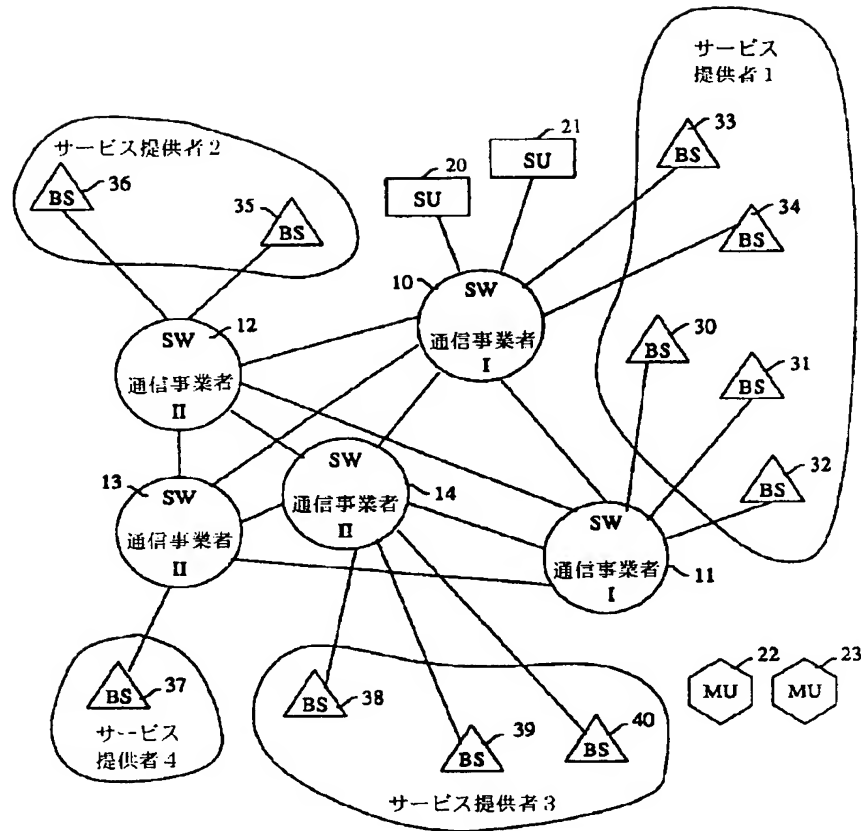 サービス
提供者1
33
BS
21
SU
20
SU
サービス提供者2
36
BS
35
BS
34
BS
10
SW
通信事業者
I
12
SW
通信事業者
II
30
BS
31
BS
32
BS
13
SW
通信事業者
II
14
SW
通信事業者
II
SW
通信事業者
I
11
37
BS
サービス
提供者4
38
BS
39
BS
40
BS
サービス提供者3
22
MU
23
MU